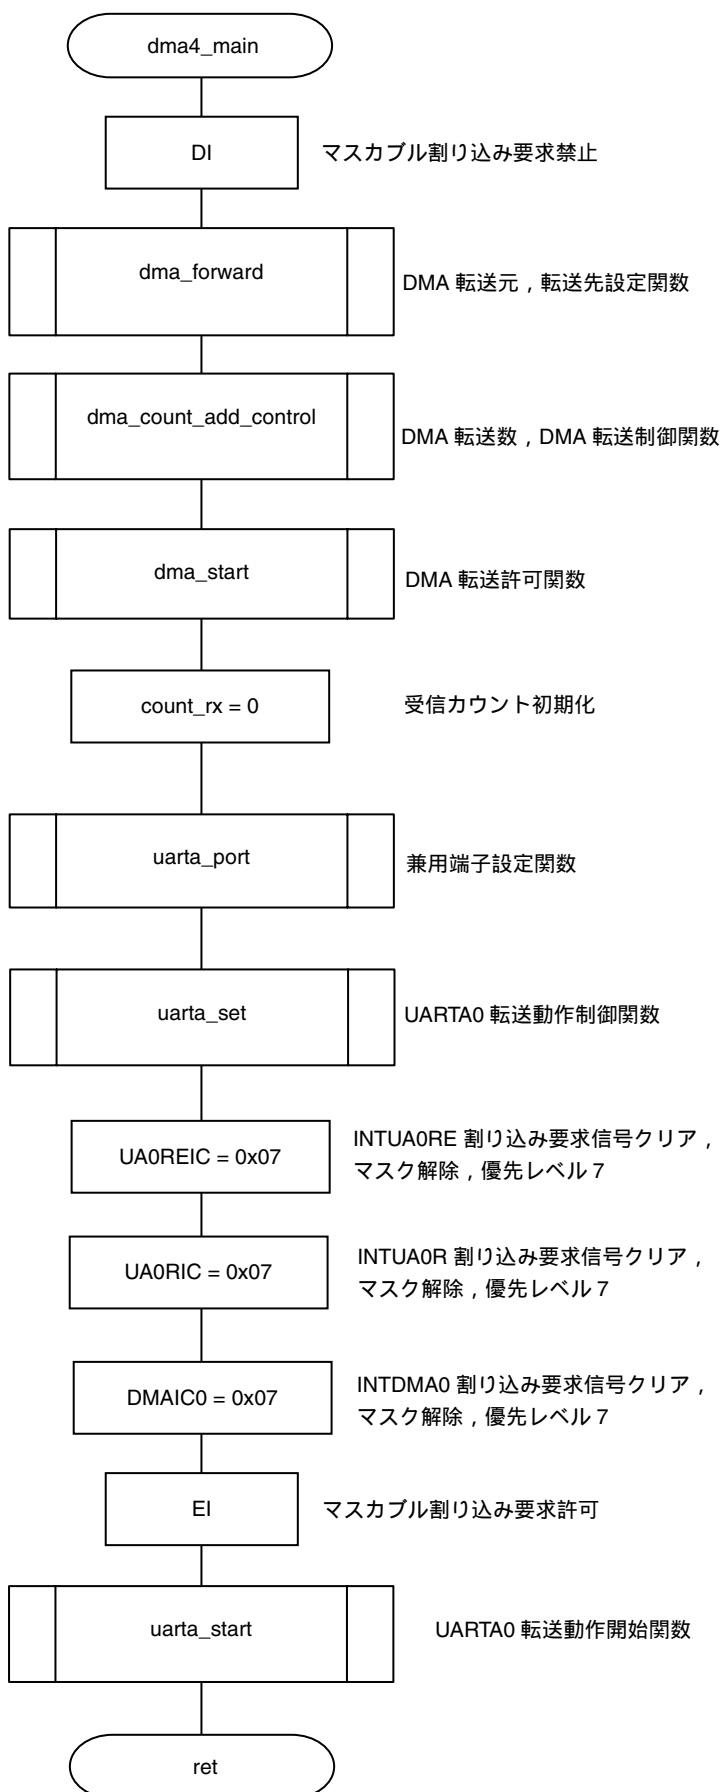 dma4_main
DI
マスカブル割り込み要求禁止
dma_forward
DMA 転送元，転送先設定関数
dma_count_add_control
DMA 転送数，DMA 転送制御関数
dma_start
DMA 転送許可関数
count_rx = 0
受信カウント初期化
uarta_port
兼用端子設定関数
uarta_set
UARTA0 転送動作制御関数
UA0REIC = 0x07
INTUA0RE 割り込み要求信号クリア，
マスク解除，優先レベル 7
UA0RIC = 0x07
INTUA0R 割り込み要求信号クリア，
マスク解除，優先レベル 7
DMAIC0 = 0x07
INTDMA0 割り込み要求信号クリア，
マスク解除，優先レベル 7
EI
マスカブル割り込み要求許可
uarta_start
UARTA0 転送動作開始関数
ret